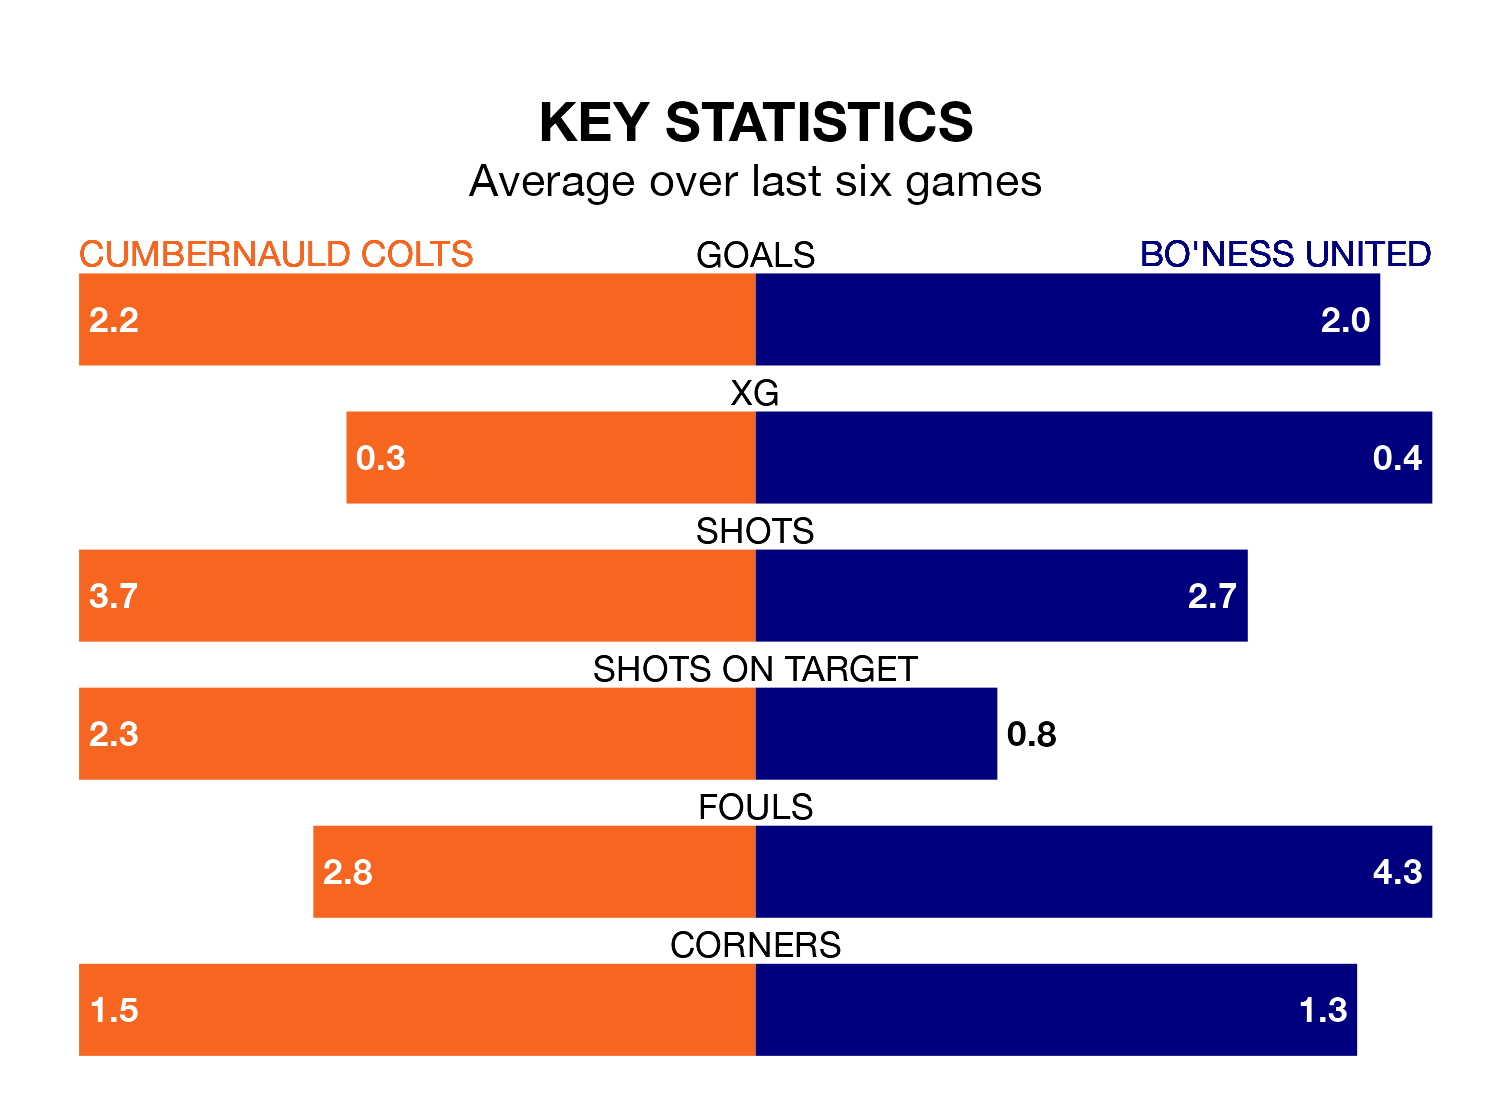 KEY STATISTICS
Average over last six games
CUMBERNAULD COLTS GOALS BO'NESS UNITED
2.2 2.0
XG
0.3 0.4
SHOTS
3.7 2.7
SHOTS ON TARGET
2.3 0.8
FOULS
2.8 4.3
CORNERS
1.5 1.3